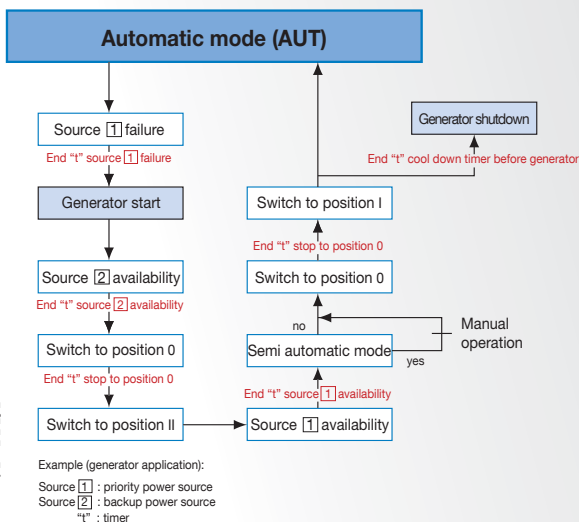 Automatic mode (AUT)
Source 1 failure
End “t” source 1 failure
Generator start
Source 2 availability
End “t” source 2 availability
Switch to position 0
End “t” stop to position 0
Switch to position II
Source 1 availability
End “t” source 1 availability
Semi automatic mode
no
yes
Manual
operation
Switch to position 0
End “t” stop to position 0
Switch to position I
Generator shutdown
End “t” cool down timer before generator
Example (generator application):
Source 1 : priority power source
Source 2 : backup power source
“t” : timer